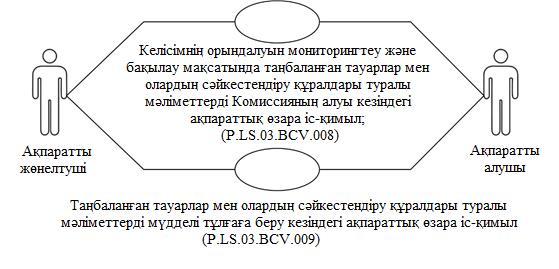 Келісімнің орындалуын мониторингтеу және
бақылау мақсатында таңбаланған тауарлар мен
олардың сәйкестендіру құралдары туралы
мәліметтерді Комиссияның алуы кезіндегі
ақпараттық өзара іс-қимыл;
(P.LS.03.BCV.008)
Ақпаратты
жөнелтуші
Ақпаратты
алушы
Таңбаланған тауарлар мен олардың сәйкестендіру құралдары туралы
мәліметтерді мүдделі тұлғаға беру кезіндегі ақпараттық өзара іс-қимыл
(P.LS.03.BCV.009)